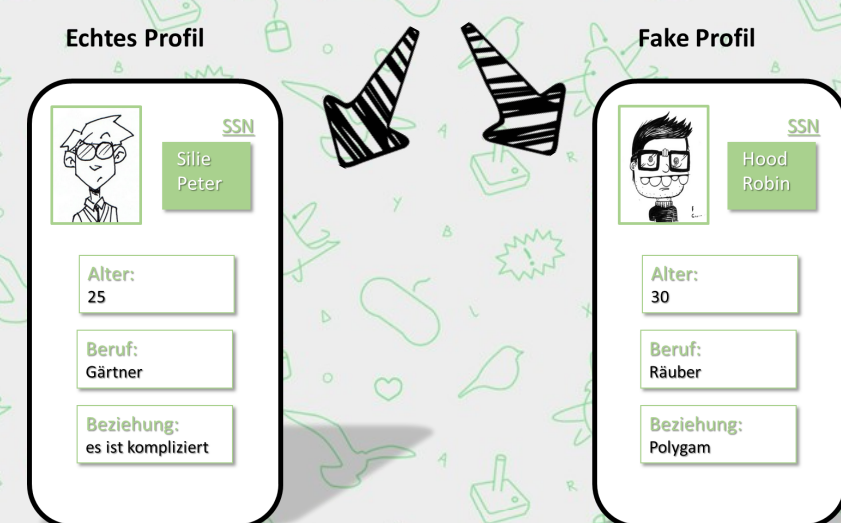 Echtes Profil
SSN
Silie
Peter
Alter:
25
Beruf:
Gärtner
Beziehung:
es ist kompliziert
Fake Profil
SSN
Hood
Robin
Alter:
30
Beruf:
Räuber
Beziehung:
Polygam